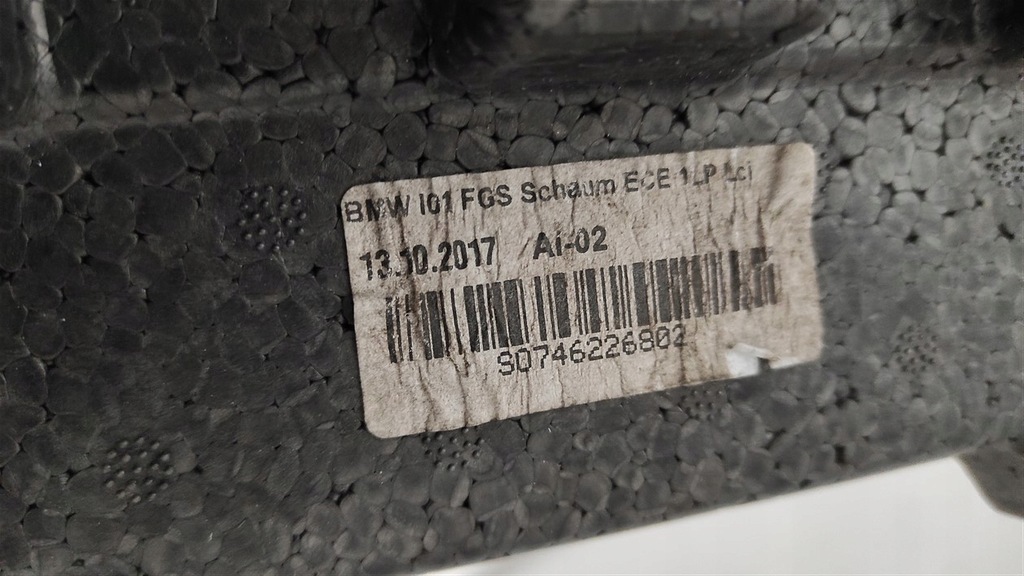 BMW I01 FGS Schaum ECE 1LP Lci
13.10.2017 Ai-02
S0746226802